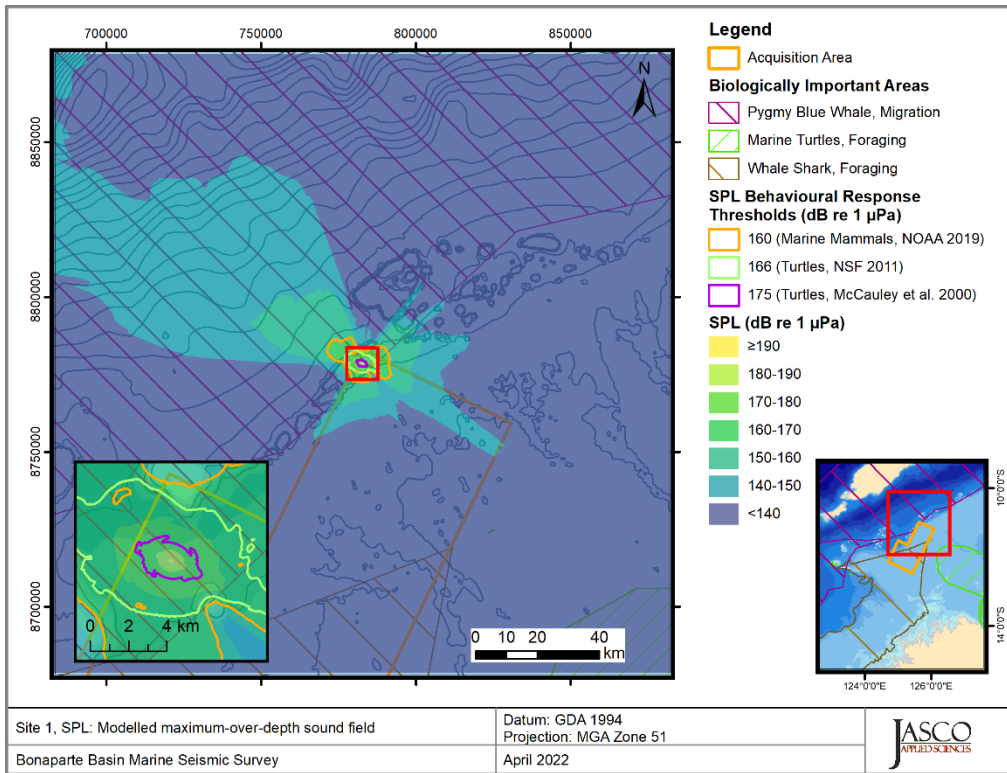 700000 750000 800000 850000
8850000
8800000
8750000
8700000
N
0 2 4 km
0 10 20 40
km
Legend
Acquisition Area
Biologically Important Areas
Pygmy Blue Whale, Migration
Marine Turtles, Foraging
Whale Shark, Foraging
SPL Behavioural Response
Thresholds (dB re 1 µPa)
160 (Marine Mammals, NOAA 2019)
166 (Turtles, NSF 2011)
175 (Turtles, McCauley et al. 2000)
SPL (dB re 1 µPa)
≥190
180-190
170-180
160-170
150-160
140-150
<140
10°0'0"S
14°0'0"S
124°0'0"E 126°0'0"E
Site 1, SPL: Modelled maximum-over-depth sound field
Datum: GDA 1994
Projection: MGA Zone 51
Bonaparte Basin Marine Seismic Survey
April 2022
JASCO
APPLIED SCIENCES